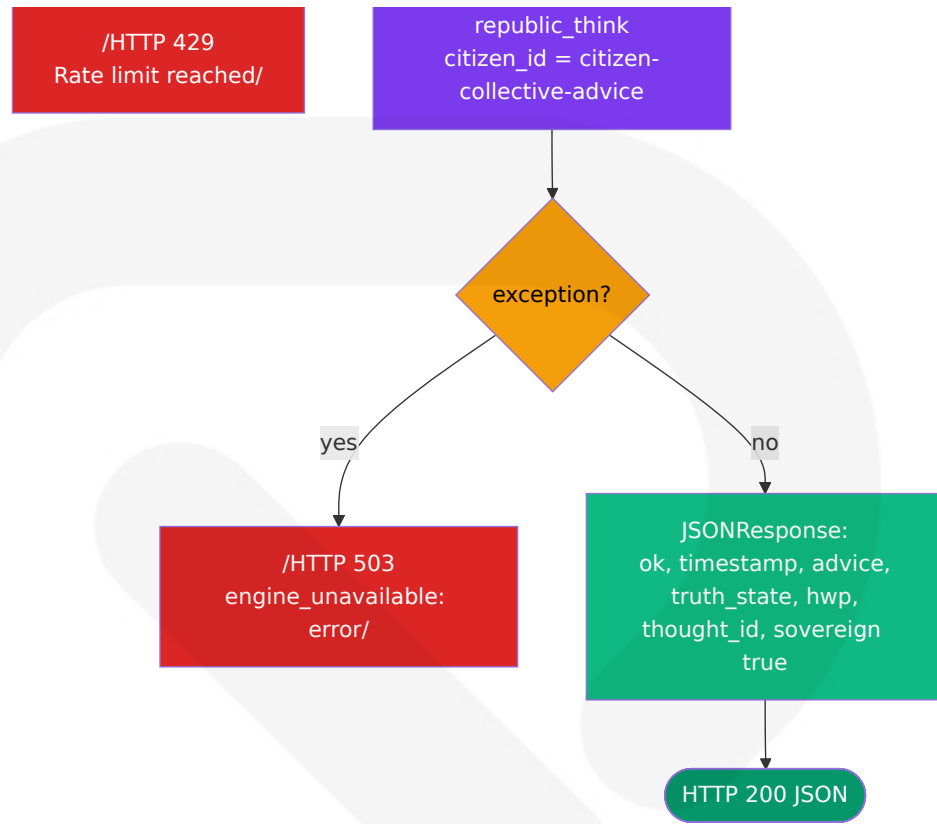 /HTTP 429
Rate limit reached/
republic_think
citizen_id = citizen-
collective-advice
exception?
yes
no
/HTTP 503
engine_unavailable:
error/
JSONResponse:
ok, timestamp, advice,
truth_state, hwp,
thought_id, sovereign
true
HTTP 200 JSON